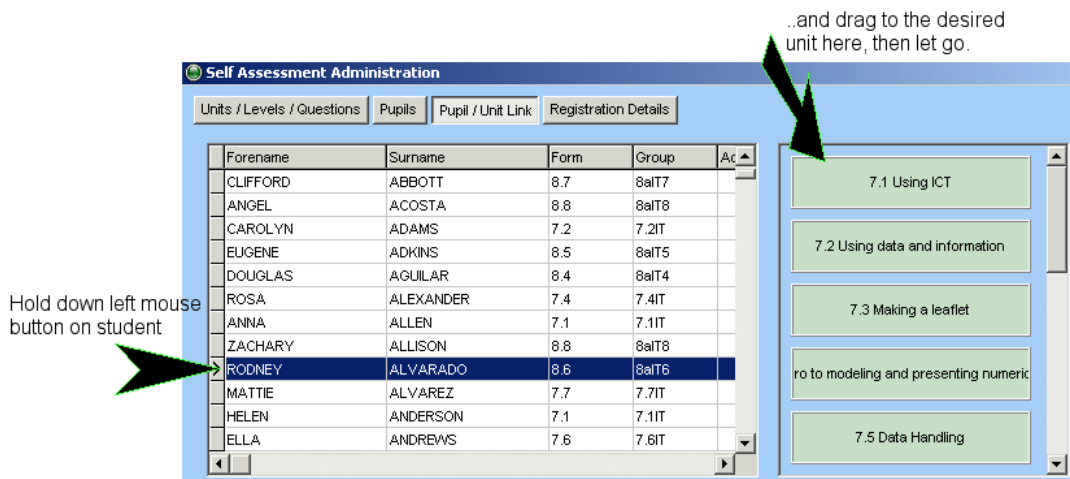 ..and drag to the desired
unit here, then let go.
Self Assessment Administration
Units / Levels / Questions Pupils Pupil / Unit Link Registration Details
Forename Surname Form Group Ac
CLIFFORD ABBOTT 8.7 8aIT7
ANGEL ACOSTA 8.8 8aIT8
CAROLYN ADAMS 7.2 7.2IT
EUGENE ADKINS 8.5 8aIT5
DOUGLAS AGUILAR 8.4 8aIT4
ROSA ALEXANDER 7.4 7.4IT
ANNA ALLEN 7.1 7.1IT
ZACHARY ALLISON 8.8 8aIT8
RODNEY ALVARADO 8.6 8aIT6
MATTIE ALVAREZ 7.7 7.7IT
HELEN ANDERSON 7.1 7.1IT
ELLA ANDREWS 7.6 7.6IT
Hold down left mouse
button on student
7.1 Using ICT
7.2 Using data and information
7.3 Making a leaflet
ro to modeling and presenting numeric
7.5 Data Handling